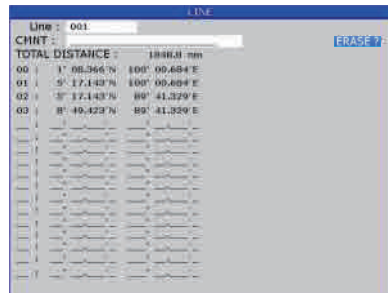 LINE
Line : 001
CMNT :
ERASE ?
TOTAL DISTANCE : 1848.8 nm
00 : 1° 08.366'N 100° 00.684'E
01 : 5° 17.143'N 100° 00.684'E
02 : 5° 17.143'N 89° 41.329'E
03 : 8° 49.423'N 89° 41.329'E